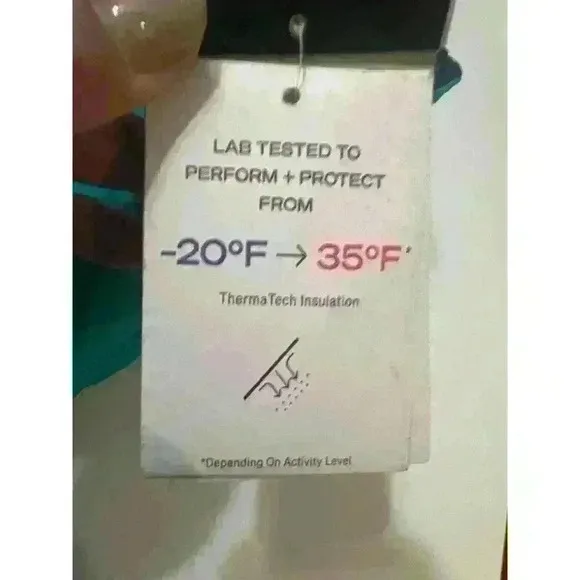 LAB TESTED TO
PERFORM + PROTECT
FROM
-20°F → 35°F*
ThermaTech Insulation
*Depending On Activity Level